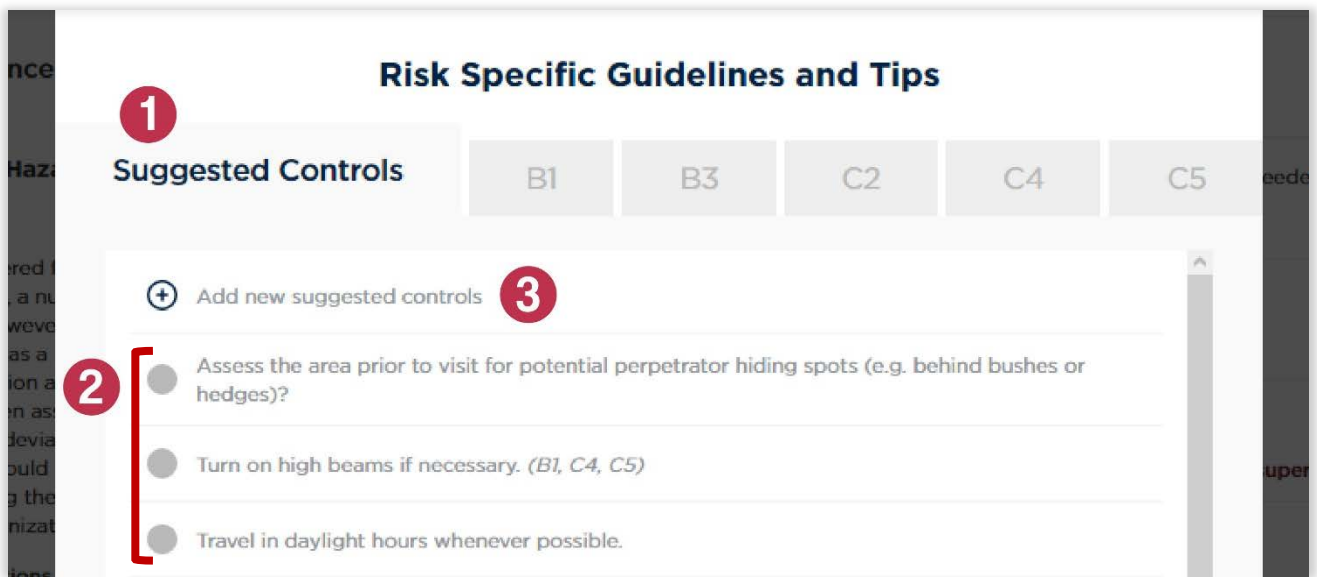 Risk Specific Guidelines and Tips
1
Suggested Controls
B1
B3
C2
C4
C5
Add new suggested controls
3
2
Assess the area prior to visit for potential perpetrator hiding spots (e.g. behind bushes or
hedges)?
Turn on high beams if necessary. (B1, C4, C5)
Travel in daylight hours whenever possible.